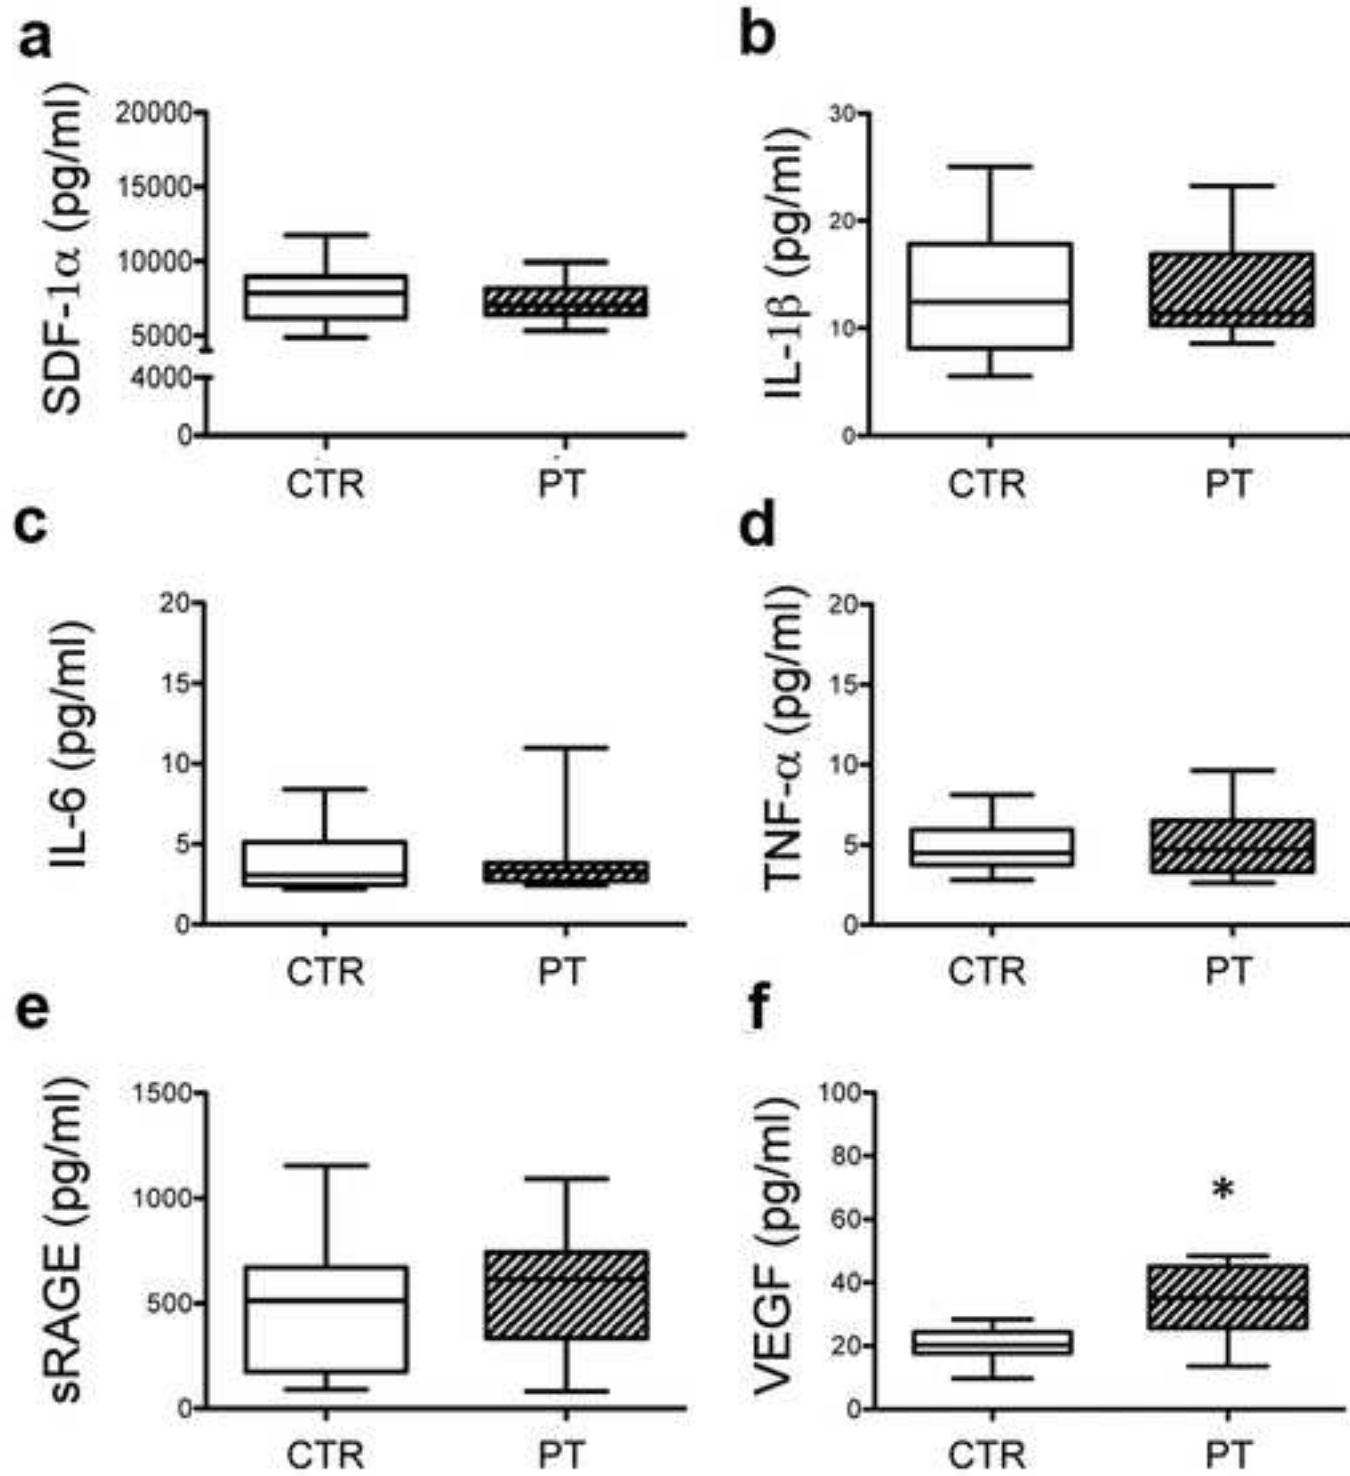 a
SDF-1α (pg/ml)
20000
15000
10000
5000
4000
0
CTR PT
b
IL-1β (pg/ml)
30
20
10
0
CTR PT
c
IL-6 (pg/ml)
20
15
10
5
0
CTR PT
d
TNF-α (pg/ml)
20
15
10
5
0
CTR PT
e
sRAGE (pg/ml)
1500
1000
500
0
CTR PT
f
VEGF (pg/ml)
100
80
60
40
20
0
*
CTR PT